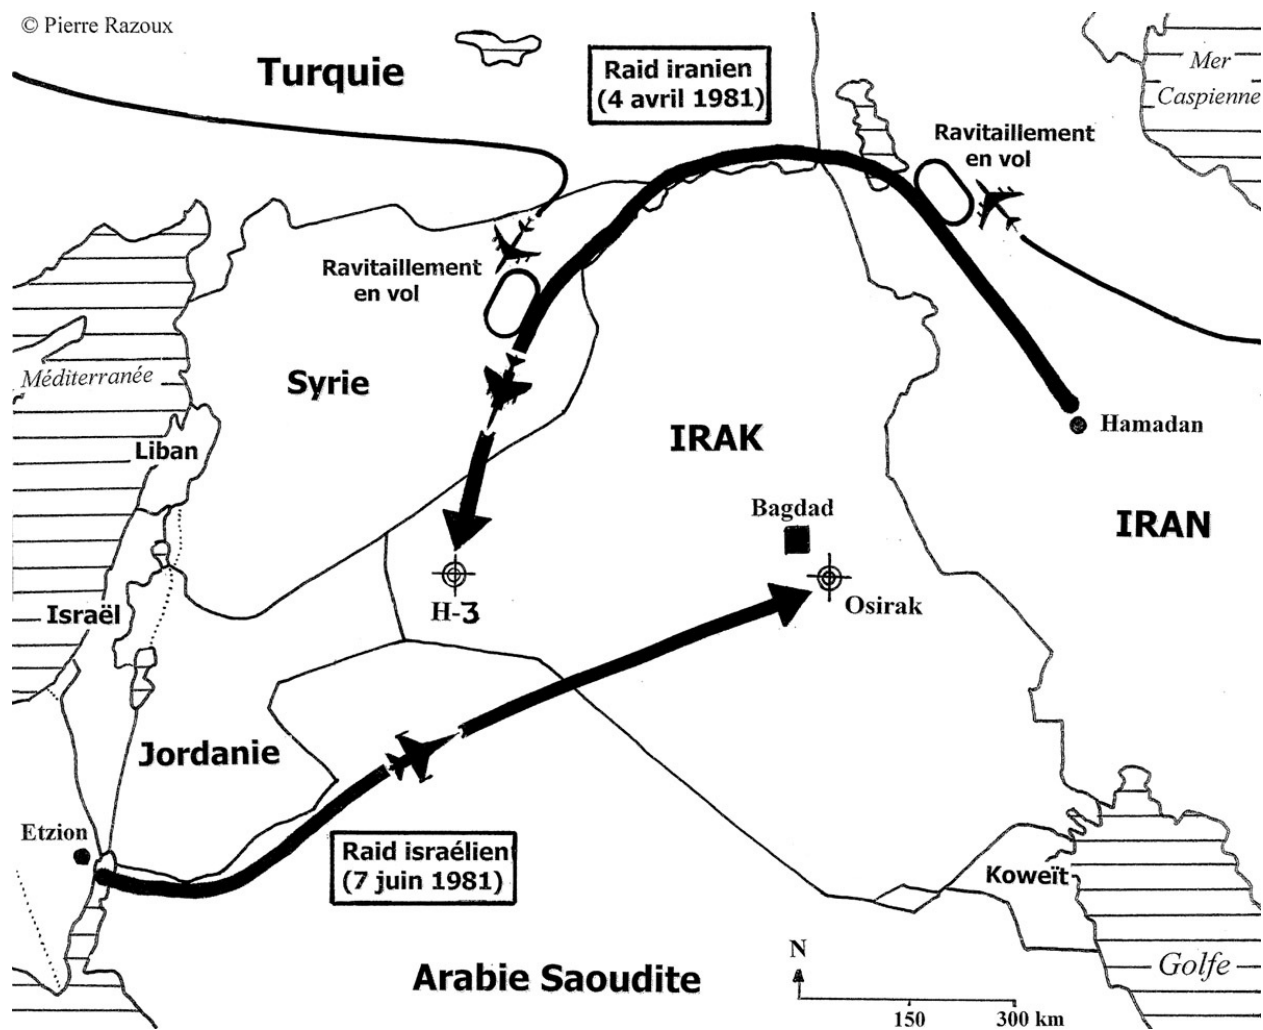 © Pierre Razoux
Turquie
Raid iranien
(4 avril 1981)
Mer
Caspienne
Ravitaillement
en vol
Ravitaillement
en vol
Méditerranée
Syrie
Liban
IRAK
Hamadan
Bagdad
IRAN
H-3
Osirak
Israël
Jordanie
Etzion
Raid israélien
(7 juin 1981)
Koweït
Arabie Saoudite
N
Golfe
150
300 km